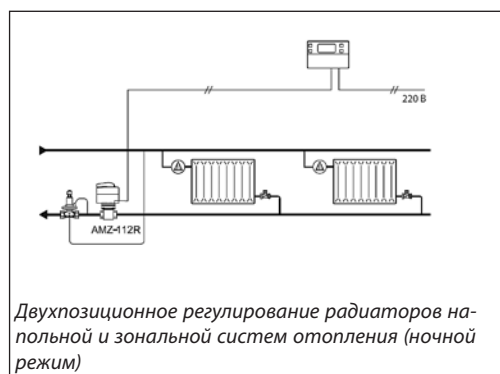 220 В
AMZ-112R
Двухпозиционное регулирование радиаторов на-
польной и зональной систем отопления (ночной
режим)